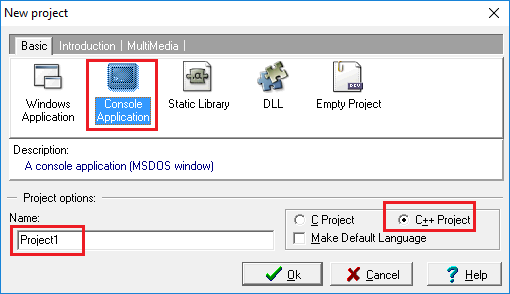 New project
Basic Introduction MultiMedia
Windows Application
Console Application
Static Library
DLL
Empty Project
DEV
Description:
A console application (MSDOS window)
Project options:
Name:
Project1
C Project
C++ Project
Make Default Language
Ok
Cancel
? Help